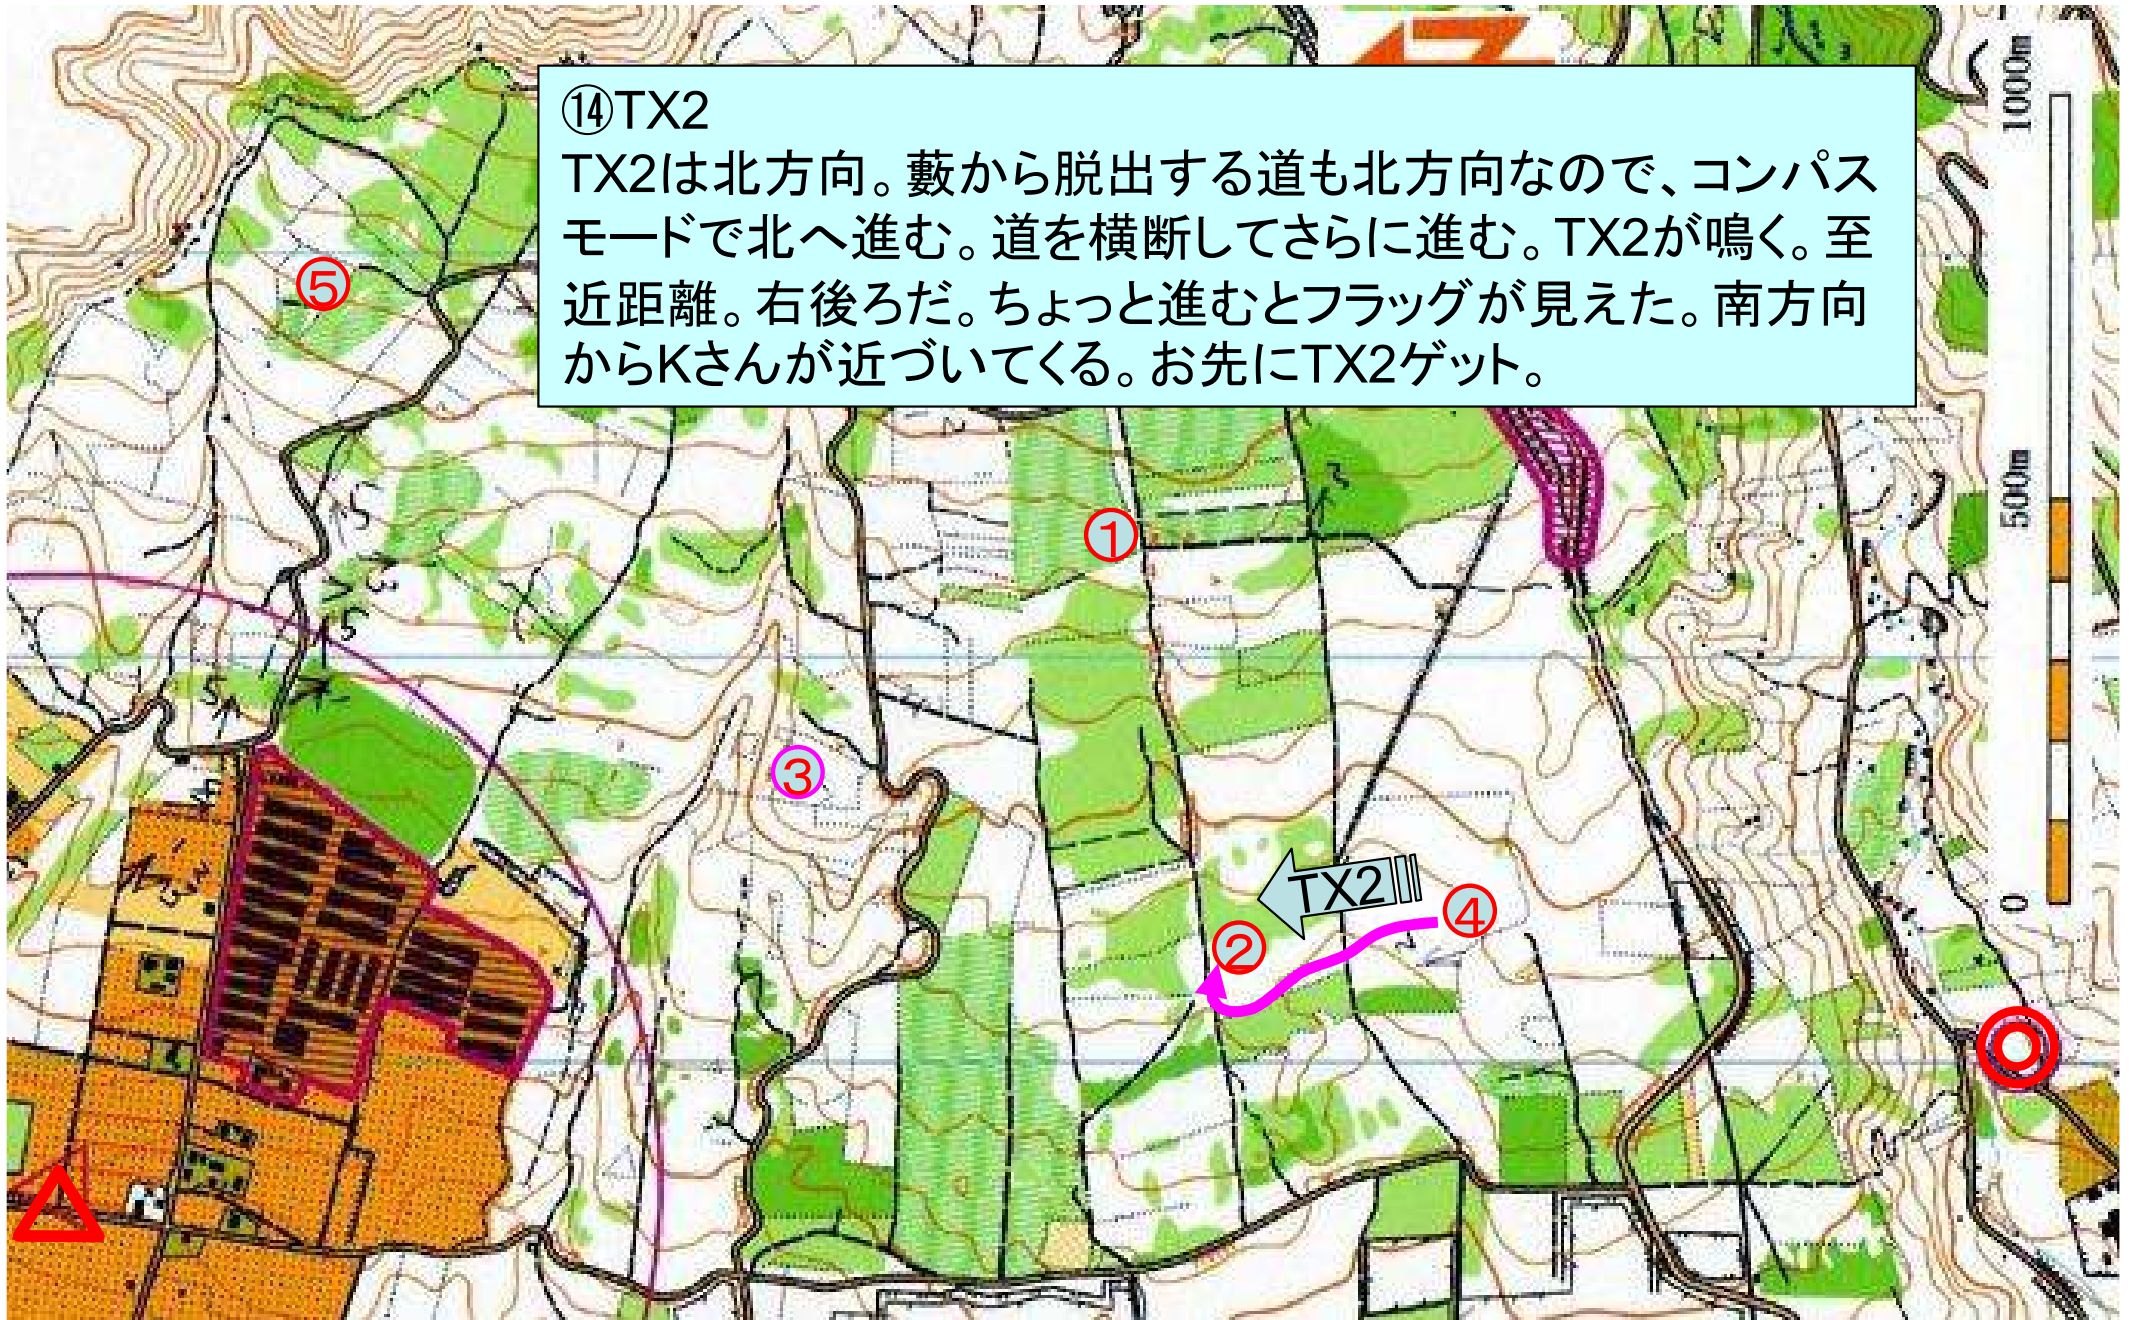 ⑭TX2
TX2は北方向。藪から脱出する道も北方向なので、コンパス
モードで北へ進む。道を横断してさらに進む。TX2が鳴く。至
近距離。右後ろだ。ちょっと進むとフラッグが見えた。南方向
からKさんが近づいてくる。お先にTX2ゲット。
1000m
500m
0
⑤
①
③
TX2
④
②